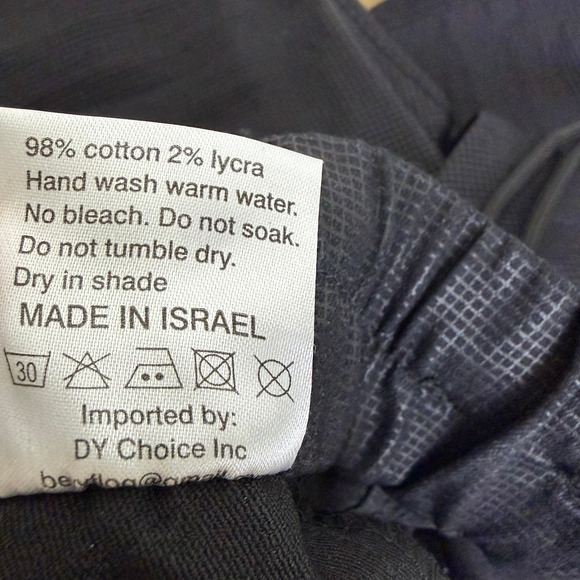 98% cotton 2% lycra
Hand wash warm water.
No bleach. Do not soak.
Do not tumble dry.
Dry in shade
MADE IN ISRAEL
30
Imported by:
DY Choice Inc